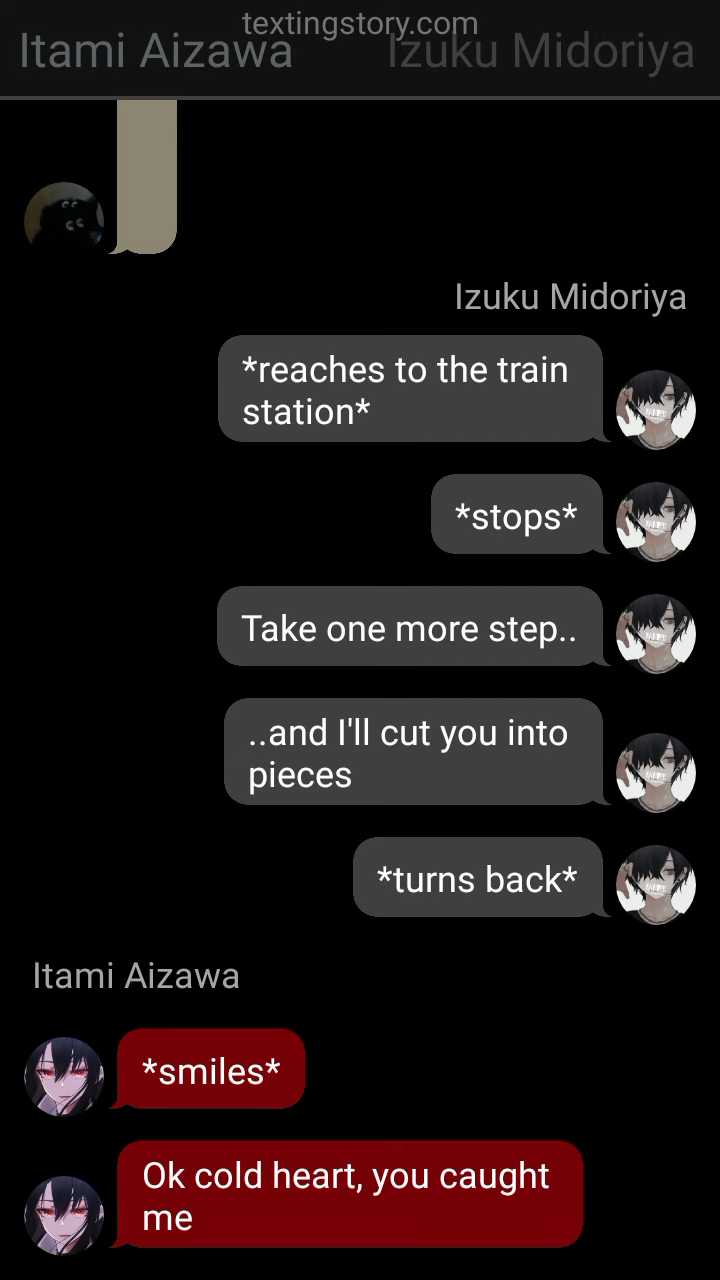 textingstory.com
Itami Aizawa Izuku Midoriya
Izuku Midoriya
*reaches to the train
station*
*stops*
Take one more step..
..and I'll cut you into
pieces
*turns back*
Itami Aizawa
*smiles*
Ok cold heart, you caught
me